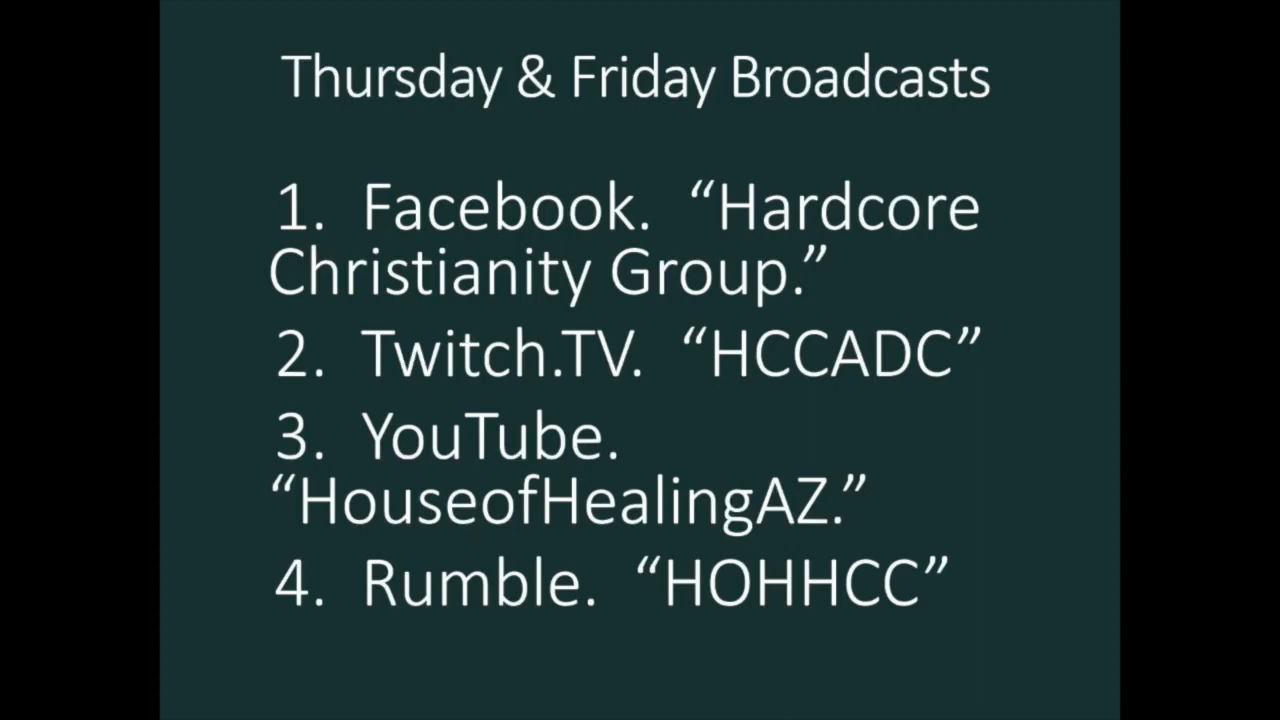 Thursday & Friday Broadcasts
1. Facebook. “Hardcore
Christianity Group.”
2. Twitch.TV. “HCCADC”
3. YouTube.
“HouseofHealingAZ.”
4. Rumble. “HOHHCC”